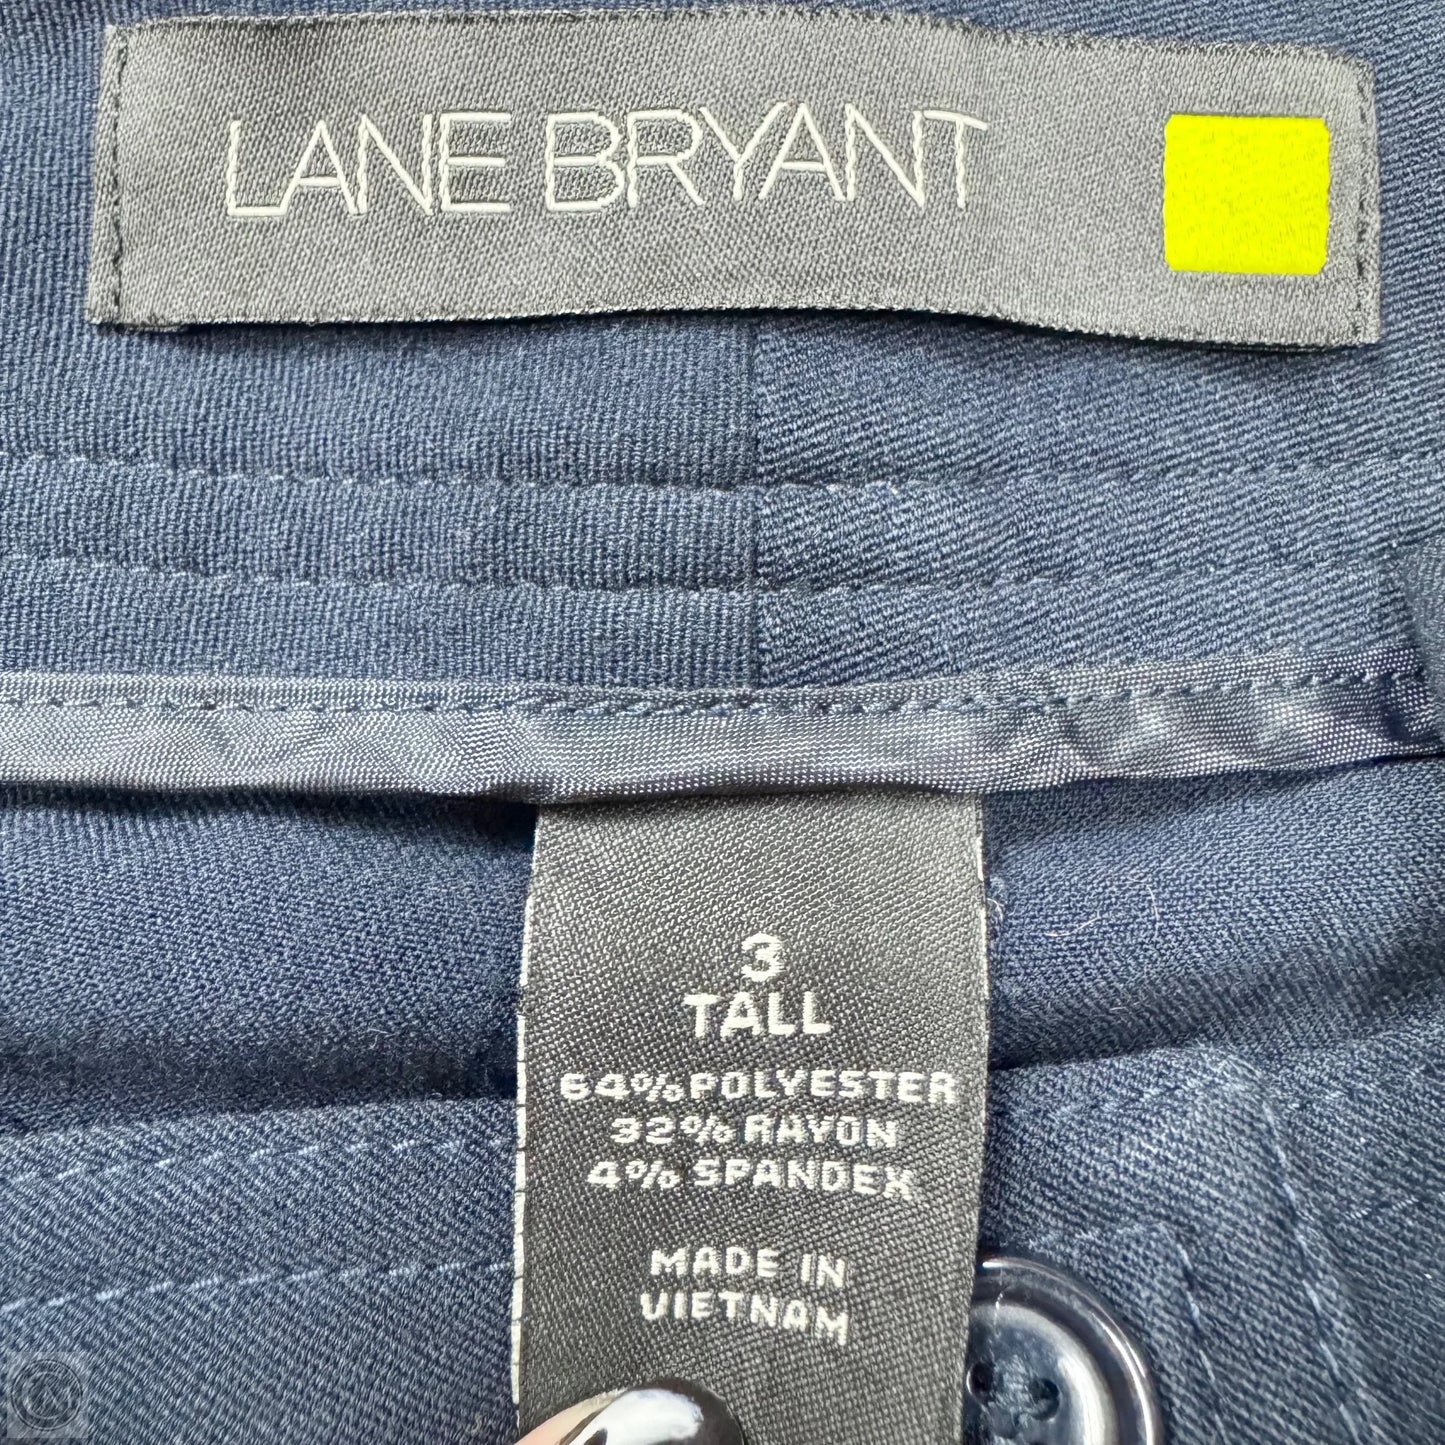 LANE BRYANT
3
TALL
64% POLYESTER
32% RAYON
4% SPANDEX
MADE IN
VIETNAM